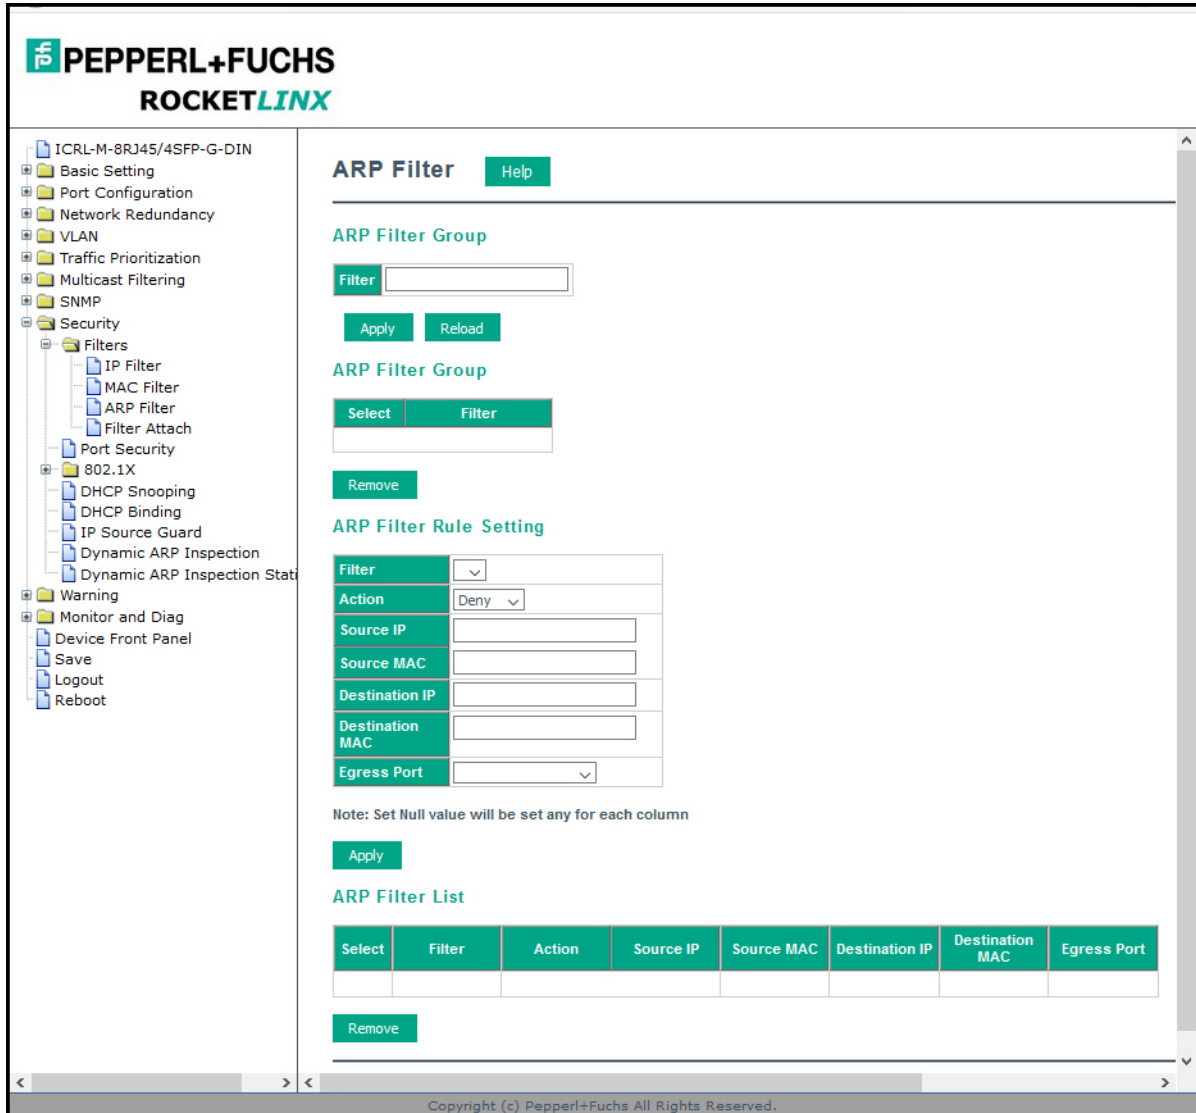 PEPPERL+FUCHS
ROCKETLINX
ICRL-M-8RJ45/4SFP-G-DIN
Basic Setting
Port Configuration
Network Redundancy
VLAN
Traffic Prioritization
Multicast Filtering
SNMP
Security
Filters
IP Filter
MAC Filter
ARP Filter
Filter Attach
Port Security
802.1X
DHCP Snooping
DHCP Binding
IP Source Guard
Dynamic ARP Inspection
Dynamic ARP Inspection Stati
Warning
Monitor and Diag
Device Front Panel
Save
Logout
Reboot
ARP Filter Help
ARP Filter Group
Filter
Apply Reload
ARP Filter Group
Select Filter
Remove
ARP Filter Rule Setting
Filter
Action Deny
Source IP
Source MAC
Destination IP
Destination
MAC
Egress Port
Note: Set Null value will be set any for each column
Apply
ARP Filter List
Select Filter Action Source IP Source MAC Destination IP Destination MAC Egress Port
Remove
Copyright (c) Pepperl+Fuchs All Rights Reserved.